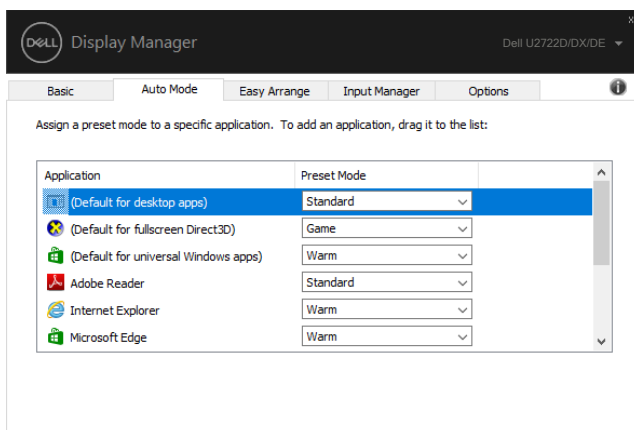 DELL Display Manager
Dell U2722D/DX/DE
Basic Auto Mode Easy Arrange Input Manager Options
Assign a preset mode to a specific application. To add an application, drag it to the list:
Application Preset Mode
(Default for desktop apps) Standard
(Default for fullscreen Direct3D) Game
(Default for universal Windows apps) Warm
Adobe Reader Standard
Internet Explorer Warm
Microsoft Edge Warm